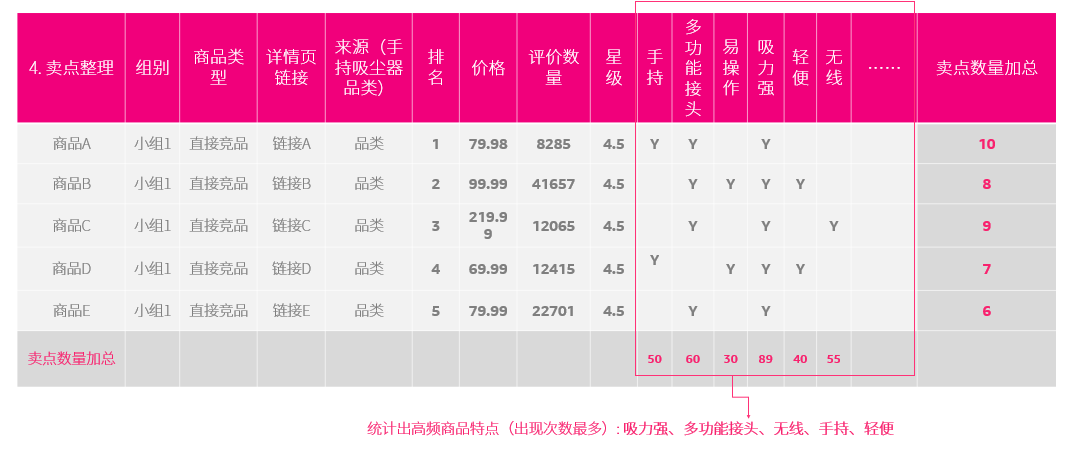 4. 卖点整理 组别 商品类型 详情页链接 来源（手持吸尘器品类） 排名 价格 评价数量 星级 手持 多功能接头 易操作 吸力强 轻便 无线 …… 卖点数量加总
商品A 小组1 直接竞品 链接A 品类 1 79.98 8285 4.5 Y Y Y 10
商品B 小组1 直接竞品 链接B 品类 2 99.99 41657 4.5 Y Y Y Y 8
商品C 小组1 直接竞品 链接C 品类 3 219.99 12065 4.5 Y Y Y 9
商品D 小组1 直接竞品 链接D 品类 4 69.99 12415 4.5 Y Y Y Y 7
商品E 小组1 直接竞品 链接E 品类 5 79.99 22701 4.5 Y Y 6
卖点数量加总 50 60 30 89 40 55
统计出高频商品特点（出现次数最多）: 吸力强、多功能接头、无线、手持、轻便